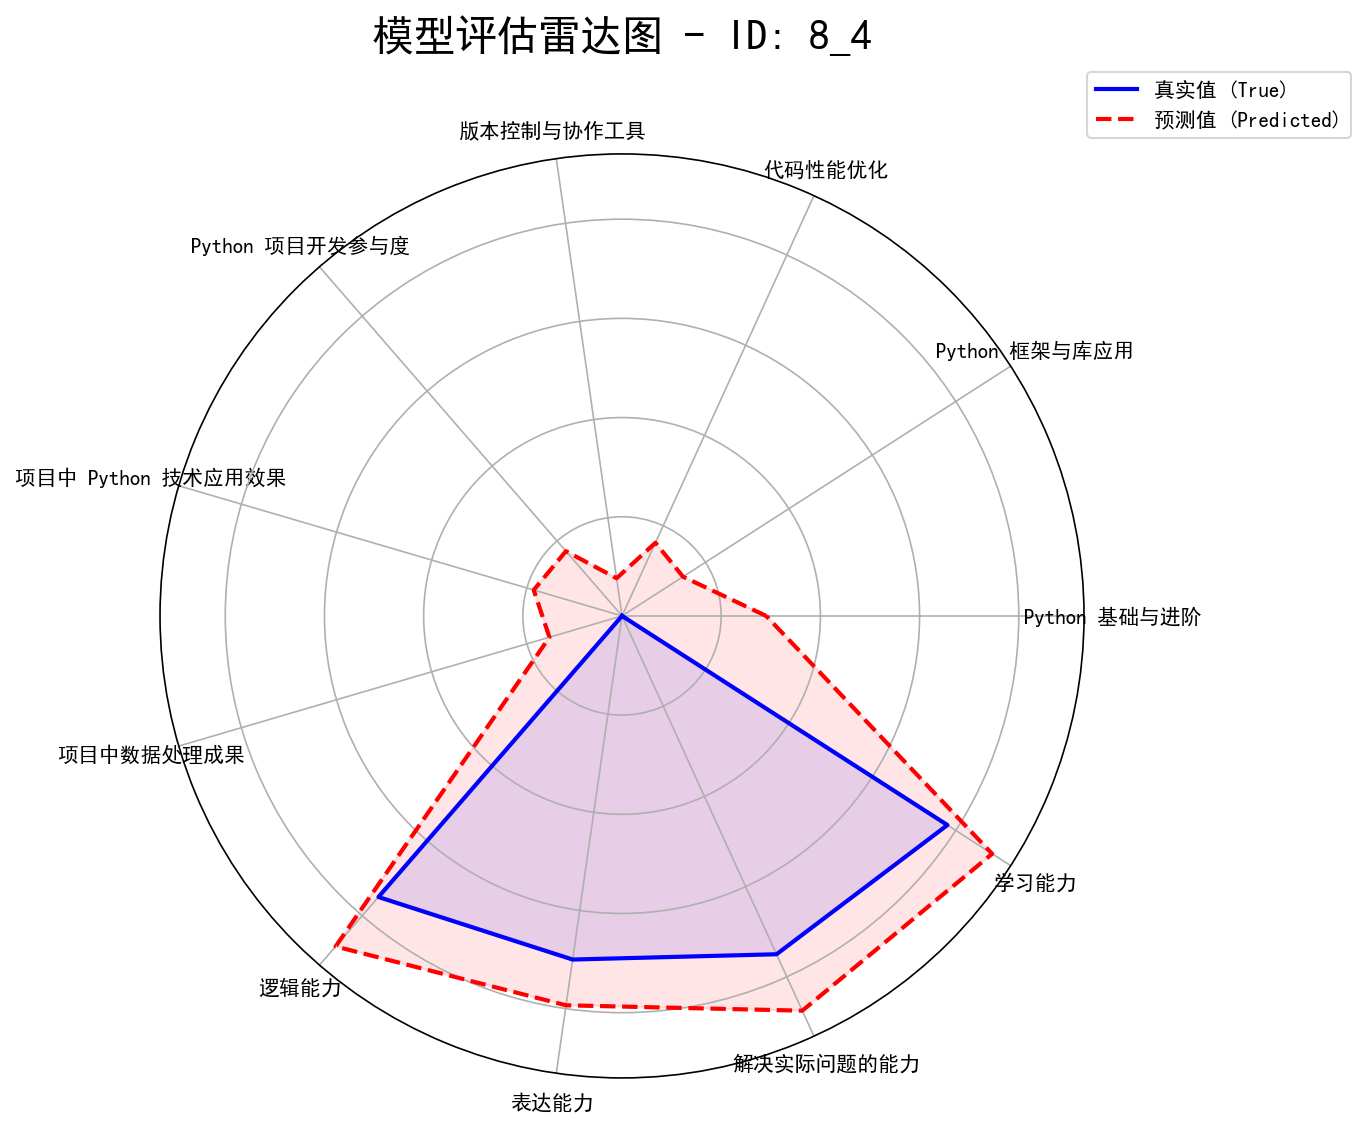 模型评估雷达图 - ID: 8_4
真实值 (True)
预测值 (Predicted)
版本控制与协作工具
代码性能优化
Python 项目开发参与度
Python 框架与库应用
项目中 Python 技术应用效果
Python 基础与进阶
项目中数据处理成果
学习能力
逻辑能力
解决实际问题的能力
表达能力